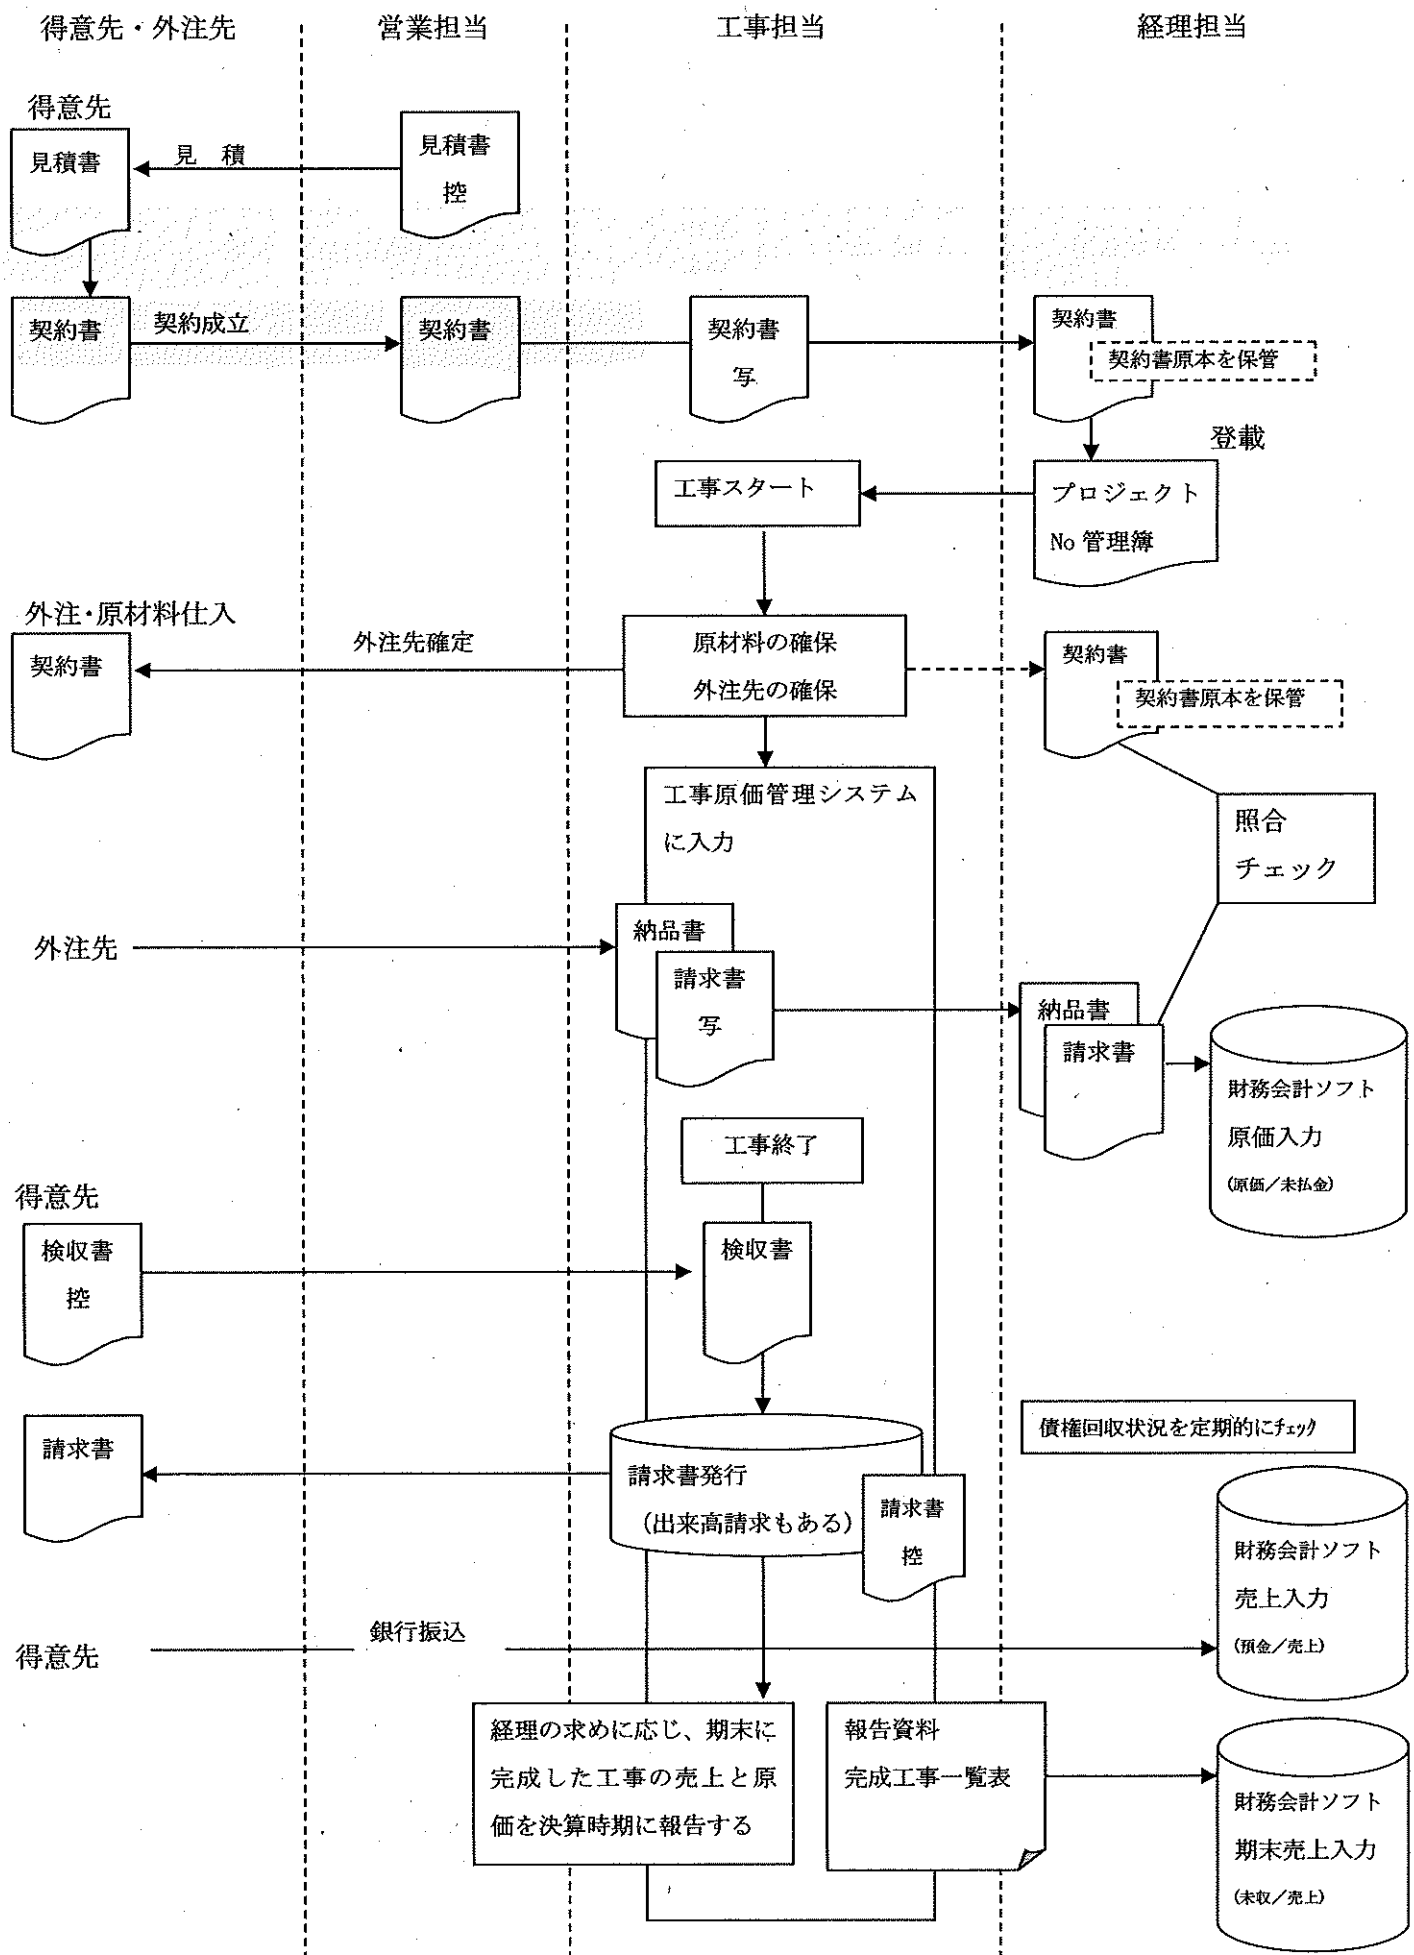 得意先・外注先
営業担当
工事担当
経理担当
得意先
見積書
見　積
見積書
控
契約書
契約成立
契約書
契約書
写
契約書
契約書原本を保管
登載
工事スタート
プロジェクト
No 管理簿
外注・原材料仕入
契約書
外注先確定
原材料の確保
外注先の確保
契約書
契約書原本を保管
工事原価管理システム
に入力
照合
チェック
外注先
納品書
請求書
写
納品書
請求書
財務会計ソフト
原価入力
(原価／未払金)
工事終了
得意先
検収書
控
検収書
債権回収状況を定期的にチェック
請求書
請求書発行
（出来高請求もある）
請求書
控
財務会計ソフト
売上入力
(預金／売上)
得意先
銀行振込
経理の求めに応じ、期末に
完成した工事の売上と原
価を決算時期に報告する
報告資料
完成工事一覧表
財務会計ソフト
期末売上入力
(未収／売上)